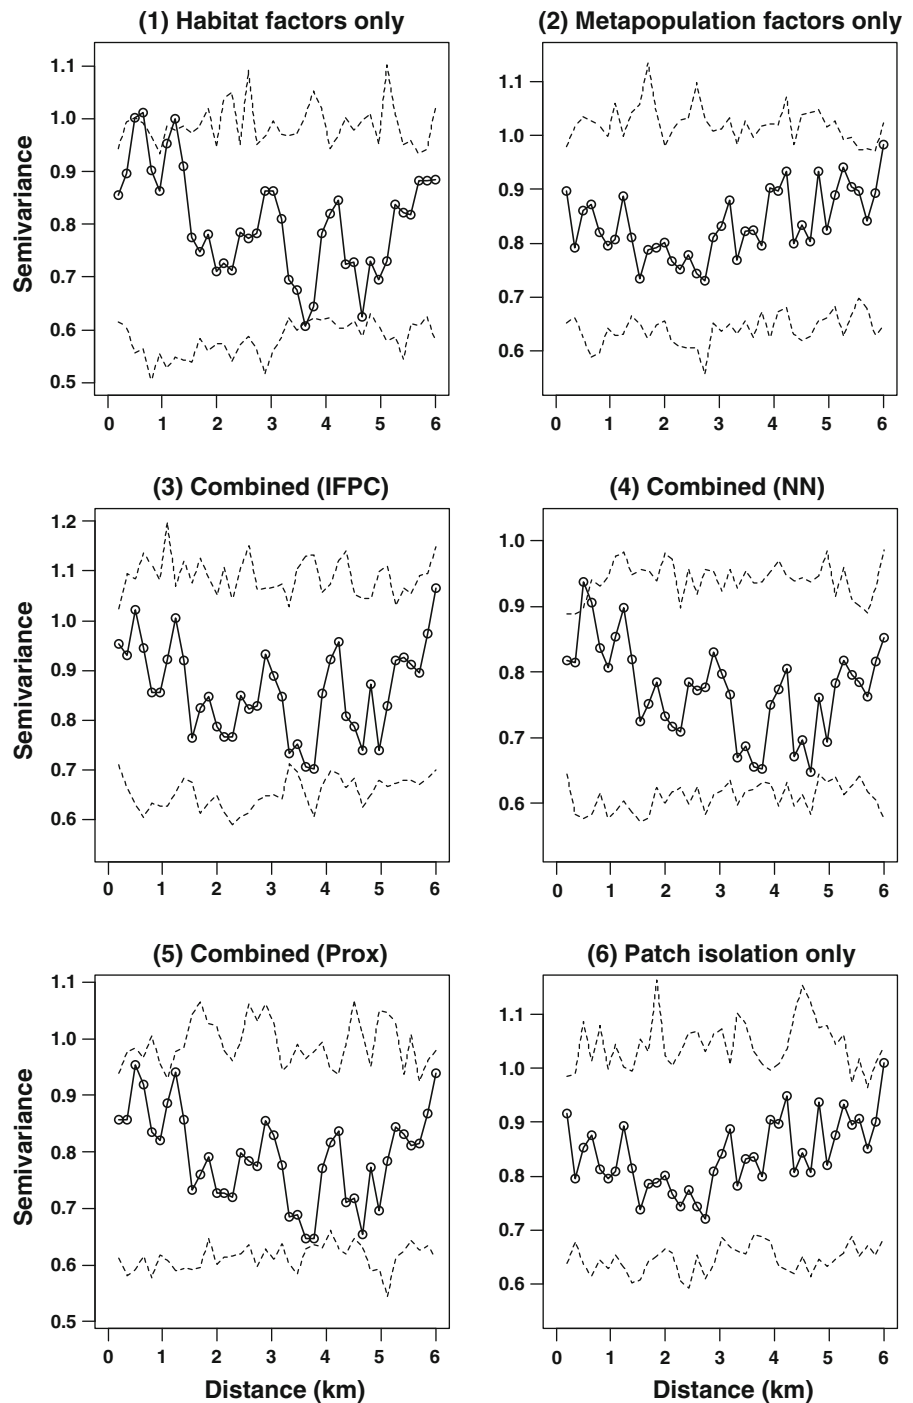 (1) Habitat factors only
(2) Metapopulation factors only
Semivariance
1.1
1.0
0.9
0.8
0.7
0.6
0.5
0 1 2 3 4 5 6
1.1
1.0
0.9
0.8
0.7
0.6
0 1 2 3 4 5 6
(3) Combined (IFPC)
(4) Combined (NN)
Semivariance
1.2
1.1
1.0
0.9
0.8
0.7
0.6
0 1 2 3 4 5 6
1.0
0.9
0.8
0.7
0.6
0 1 2 3 4 5 6
(5) Combined (Prox)
(6) Patch isolation only
Semivariance
1.1
1.0
0.9
0.8
0.7
0.6
0.5
0 1 2 3 4 5 6
Distance (km)
1.1
1.0
0.9
0.8
0.7
0.6
0 1 2 3 4 5 6
Distance (km)